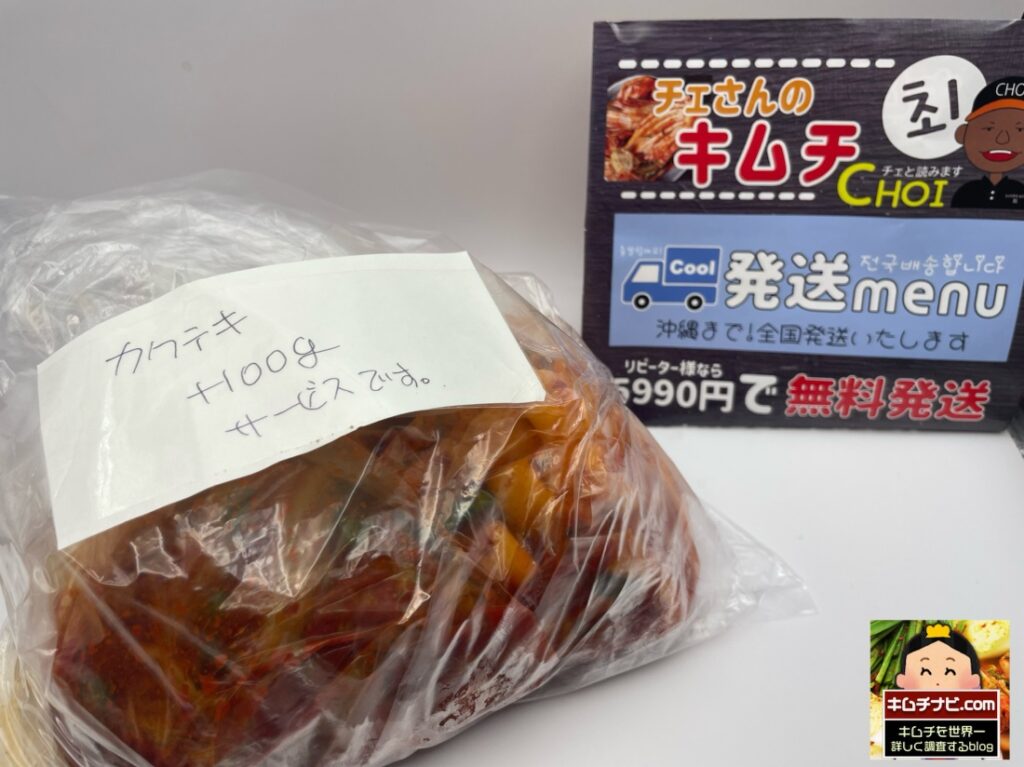 カクテキ
+100g
サービスです。
チェさんの
キムチ
최
CHO
チェと読みます
CHOI
Cool
発送menu
전국배송합니다
沖縄まで!全国発送いたします
リピーター様なら
5990円で無料発送
キムチナビ.com
キムチを世界一
詳しく調査するblog